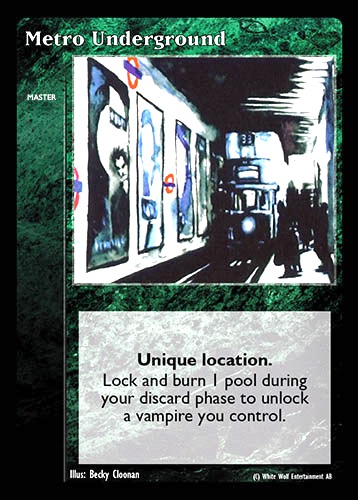 Metro Underground
MASTER
Unique location.
Lock and burn 1 pool during
your discard phase to unlock
a vampire you control.
Illus: Becky Cloonan
(C) White Wolf Entertainment AB